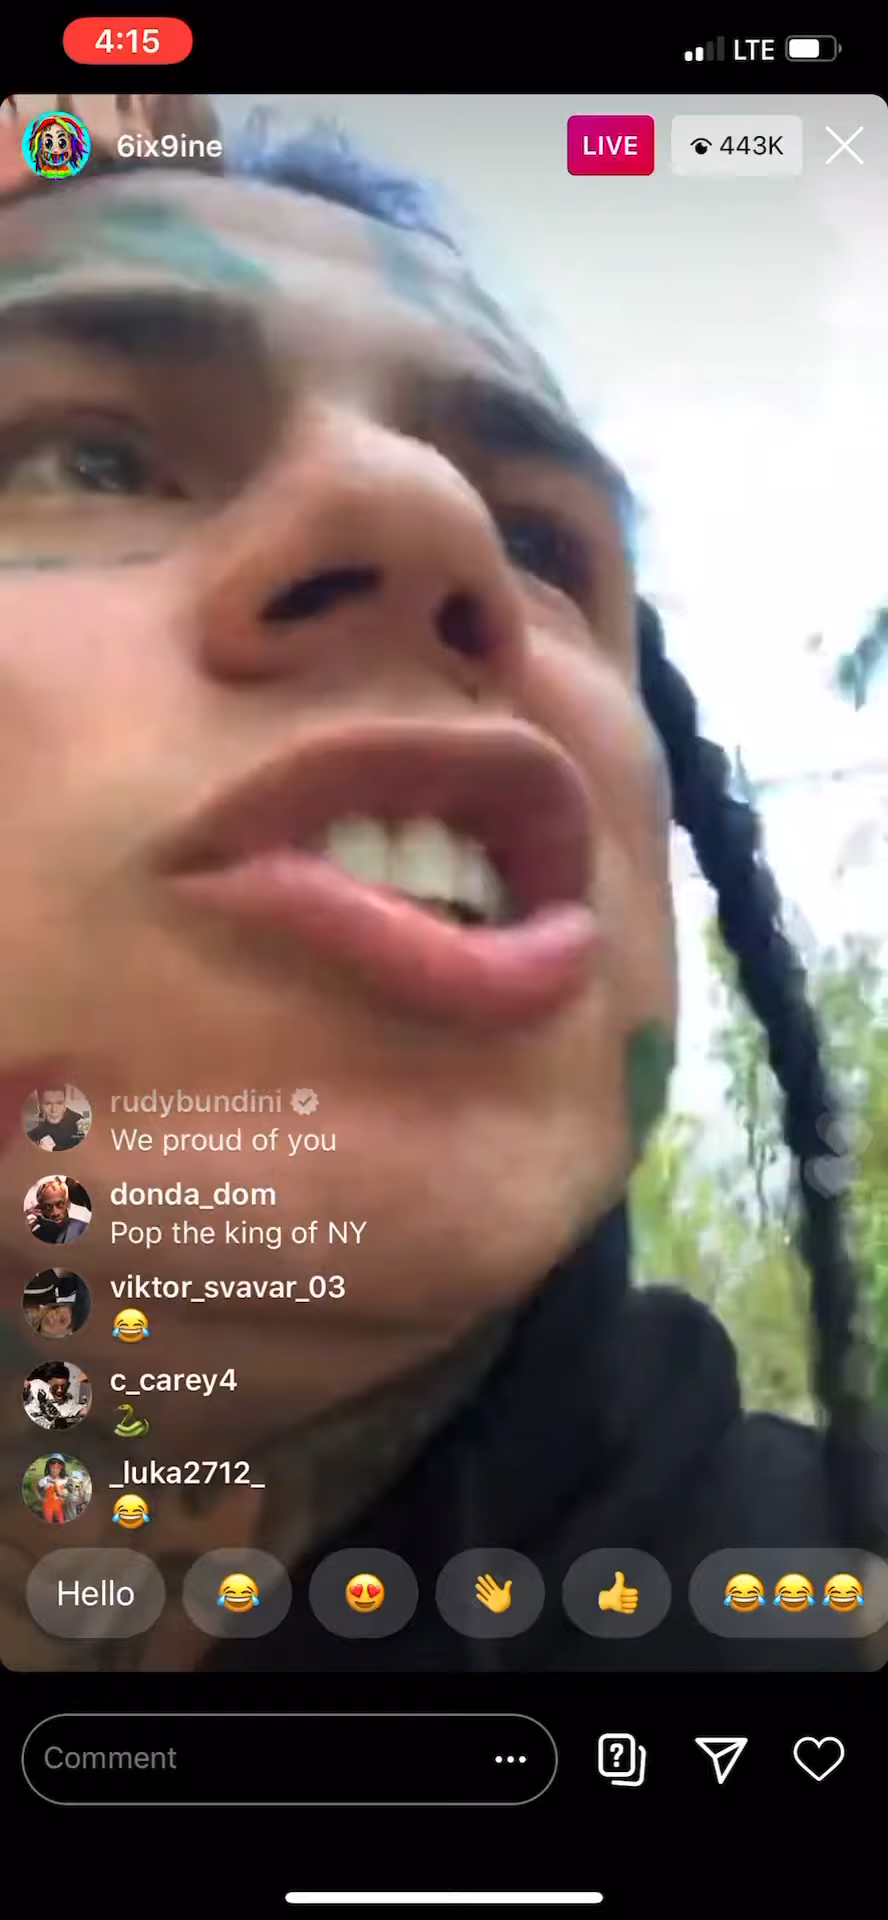 4:15
LTE
6ix9ine
LIVE
443K
rudybundini
We proud of you
donda_dom
Pop the king of NY
viktor_svavar_03
😂
c_carey4
🐍
_luka2712_
😂
Hello 😂 😍 👋 👍 😂😂😂
Comment